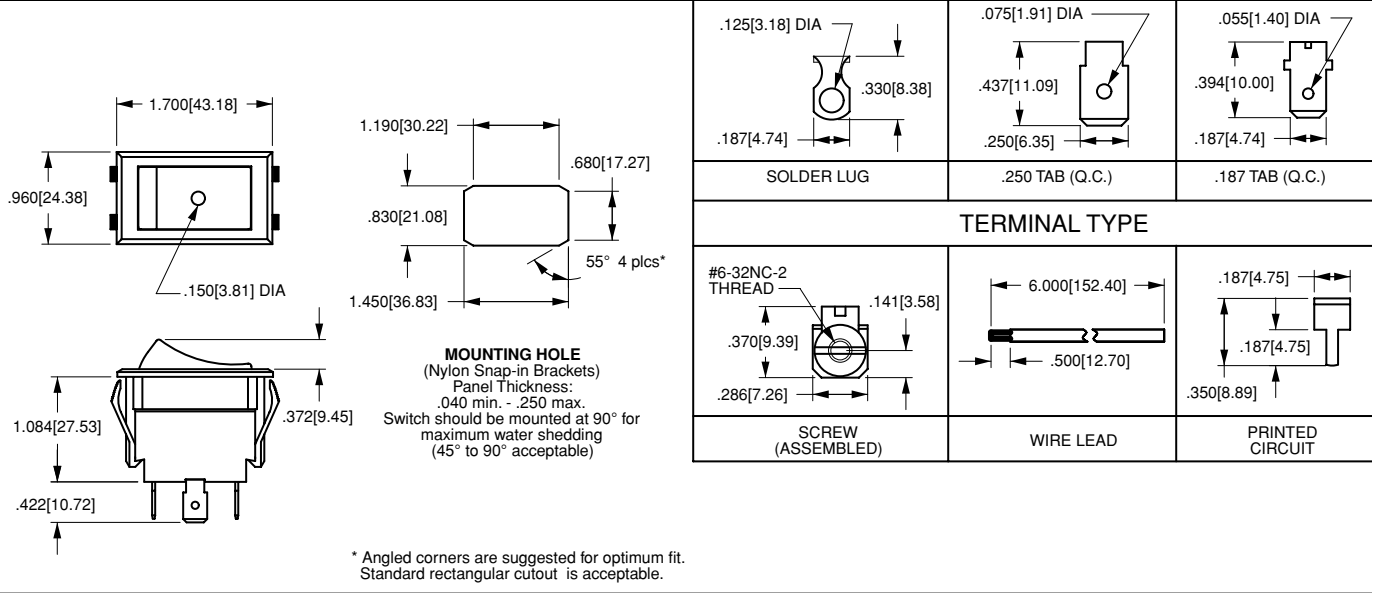 1.700[43.18]
.960[24.38]
.150[3.81] DIA
1.084[27.53]
.372[9.45]
.422[10.72]
1.190[30.22]
.680[17.27]
.830[21.08]
55° 4 plcs*
1.450[36.83]
MOUNTING HOLE
(Nylon Snap-in Brackets)
Panel Thickness:
.040 min. - .250 max.
Switch should be mounted at 90° for
maximum water shedding
(45° to 90° acceptable)
* Angled corners are suggested for optimum fit.
Standard rectangular cutout is acceptable.
.125[3.18] DIA
.330[8.38]
.187[4.74]
SOLDER LUG
.075[1.91] DIA
.437[11.09]
.250[6.35]
.250 TAB (Q.C.)
.055[1.40] DIA
.394[10.00]
.187[4.74]
.187 TAB (Q.C.)
TERMINAL TYPE
#6-32NC-2
THREAD
.141[3.58]
.370[9.39]
.286[7.26]
SCREW
(ASSEMBLED)
6.000[152.40]
.500[12.70]
WIRE LEAD
.187[4.75]
.187[4.75]
.350[8.89]
PRINTED
CIRCUIT